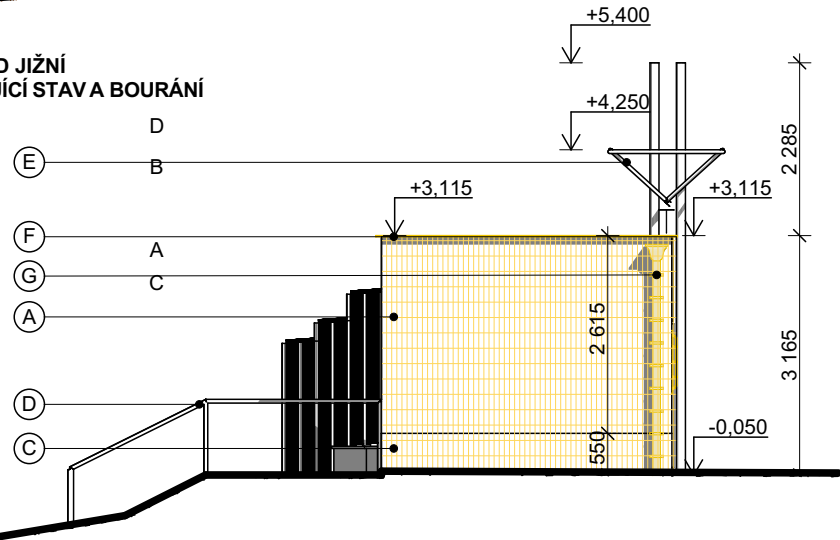 +5,400
D JIŽNÍ
JÍCÍ STAV A BOURÁNÍ
+4,250
D
2 285
E
B
+3,115
+3,115
F
A
G
C
A
2 615
3 165
D
-0,050
C
550